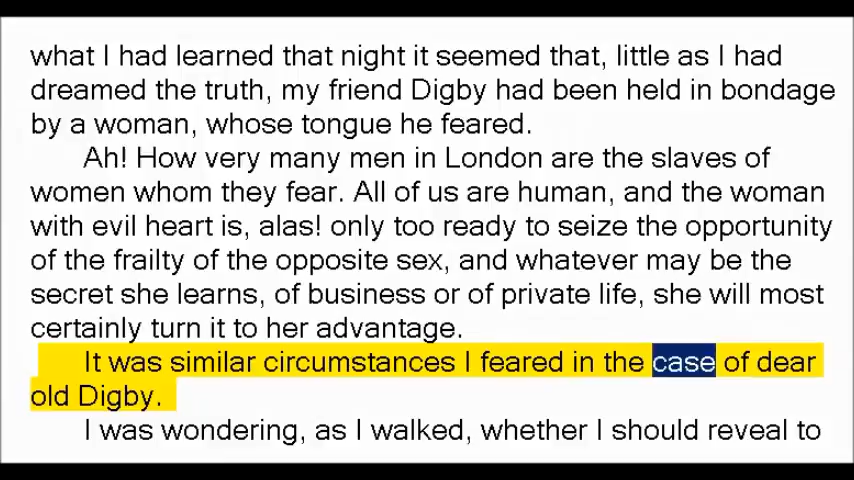 what I had learned that night it seemed that, little as I had
dreamed the truth, my friend Digby had been held in bondage
by a woman, whose tongue he feared.
Ah! How very many men in London are the slaves of
women whom they fear. All of us are human, and the woman
with evil heart is, alas! only too ready to seize the opportunity
of the frailty of the opposite sex, and whatever may be the
secret she learns, of business or of private life, she will most
certainly turn it to her advantage.
It was similar circumstances I feared in the case of dear
old Digby.
I was wondering, as I walked, whether I should reveal to